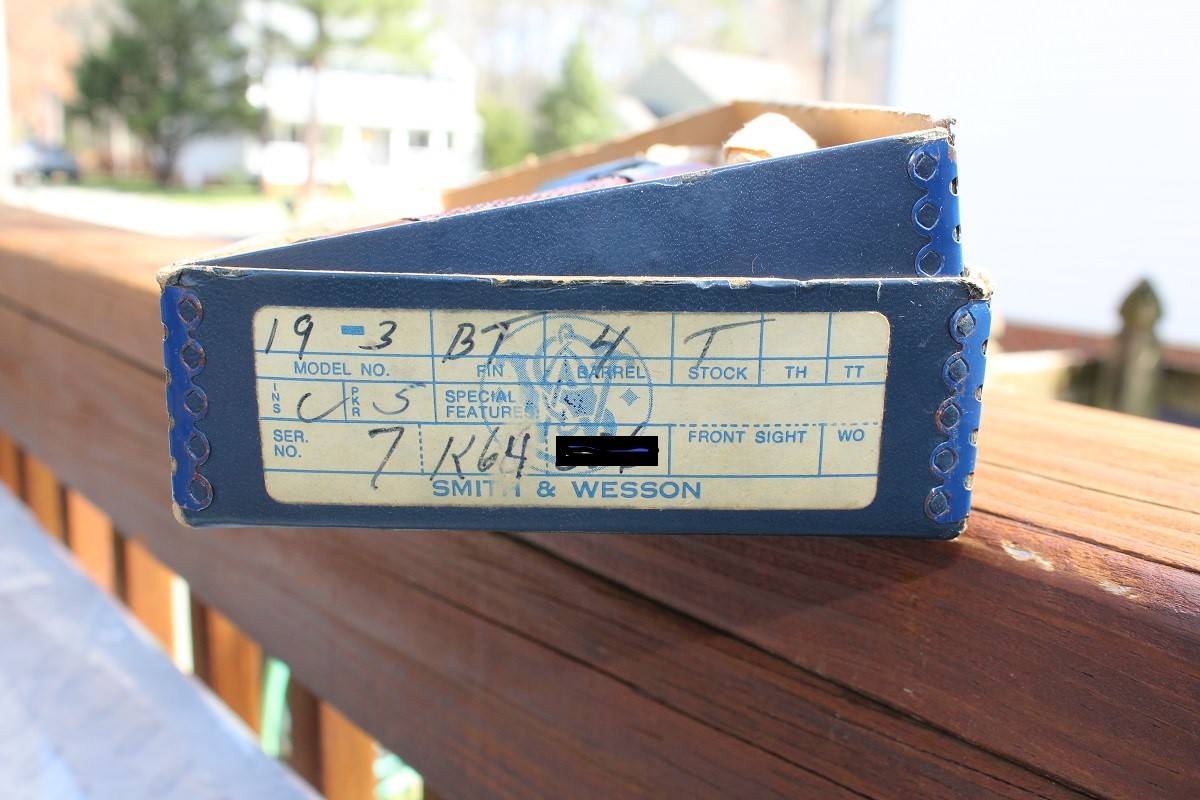 19 - 3 BT 4 T
MODEL NO. FIN BARREL STOCK TH TT
INS PKR 5 SPECIAL FEATURES
SER. NO. 7 K64 FRONT SIGHT WO
SMITH & WESSON